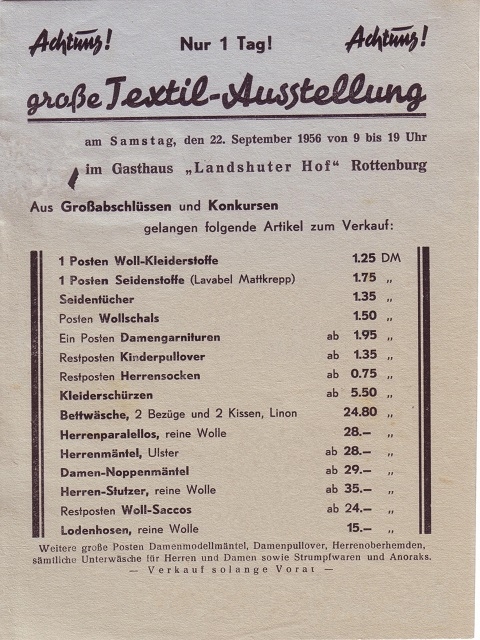 Achtung! Nur 1 Tag! Achtung!
große Textil-Ausstellung
am Samstag, den 22. September 1956 von 9 bis 19 Uhr
im Gasthaus „Landshuter Hof" Rottenburg
Aus Großabschlüssen und Konkursen
gelangen folgende Artikel zum Verkauf:
1 Posten Woll-Kleiderstoffe 1.25 DM
1 Posten Seidenstoffe (Lavabel Mattkrepp) 1.75 „
Seidentücher 1.35 „
Posten Wollschals 1.50 „
Ein Posten Damengarnituren ab 1.95 „
Restposten Kinderpullover ab 1.35 „
Restposten Herrensocken ab 0.75 „
Kleiderschürzen ab 5.50 „
Bettwäsche, 2 Bezüge und 2 Kissen, Linon 24.80 „
Herrenparallelos, reine Wolle 28.— „
Herrenmäntel, Ulster ab 28.— „
Damen-Noppenmäntel ab 29.— „
Herren-Stutzer, reine Wolle ab 35.— „
Restposten Woll-Saccos ab 24.— „
Lodenhosen, reine Wolle 15.— „
Weitere große Posten Damenmodellmäntel, Damenpullover, Herrenoberhemden,
sämtliche Unterwäsche für Herren und Damen sowie Strumpfwaren und Anoraks.
— Verkauf solange Vorat —